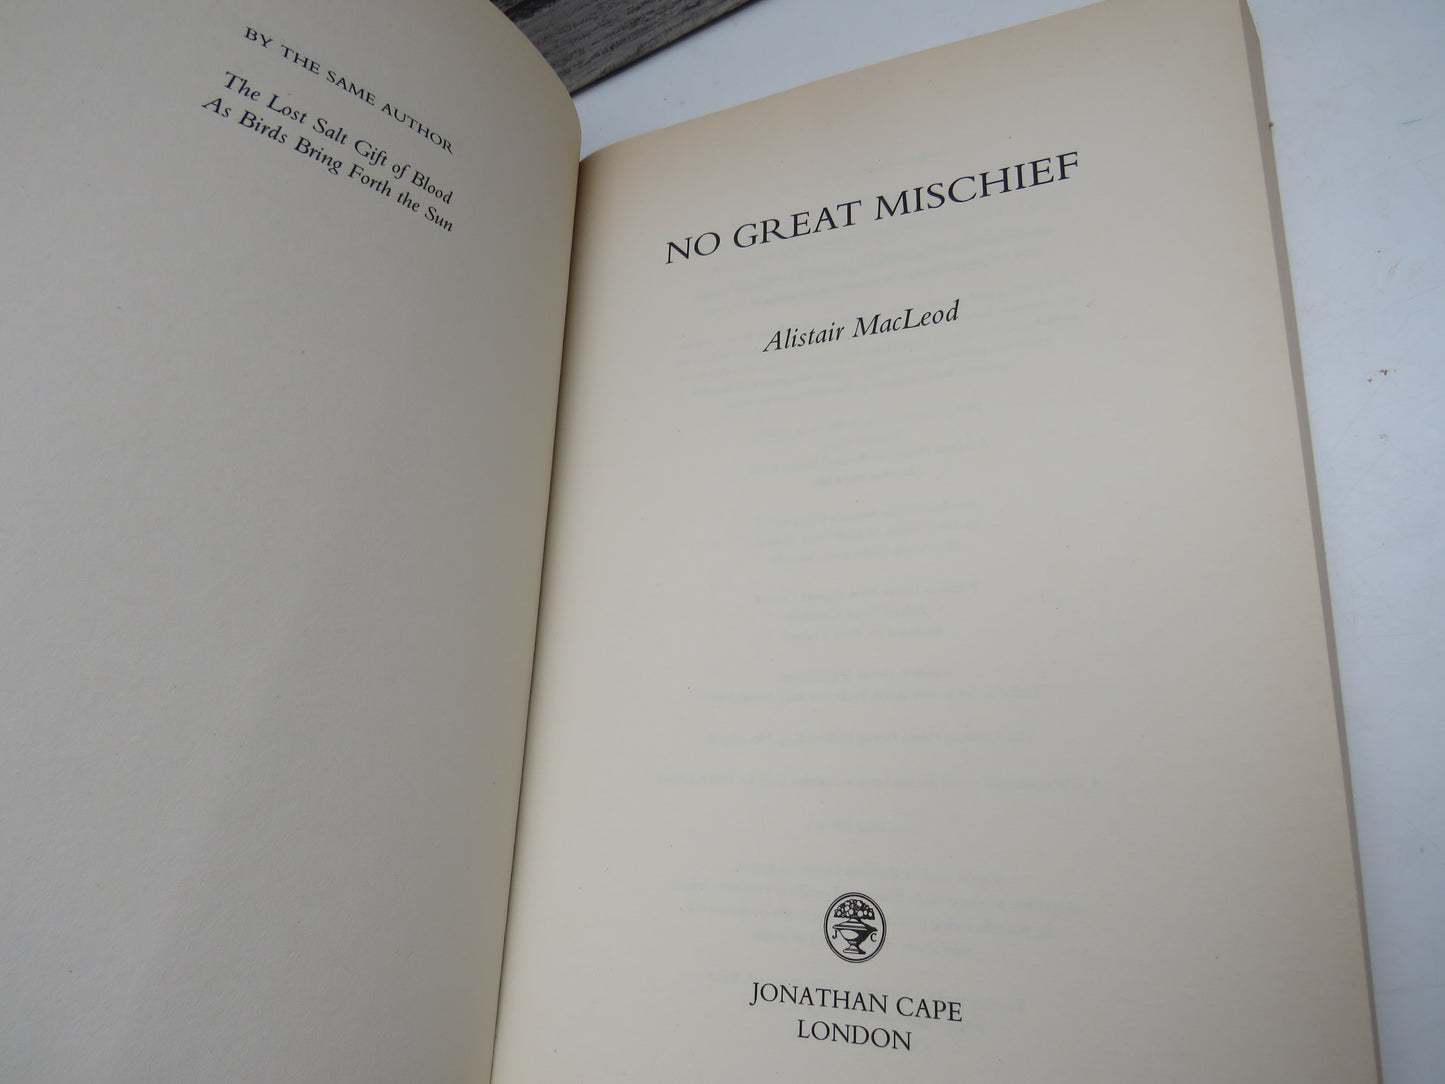 BY THE SAME AUTHOR
The Lost Salt Gift of Blood
As Birds Bring Forth the Sun
NO GREAT MISCHIEF
Alistair MacLeod
J C
JONATHAN CAPE
LONDON